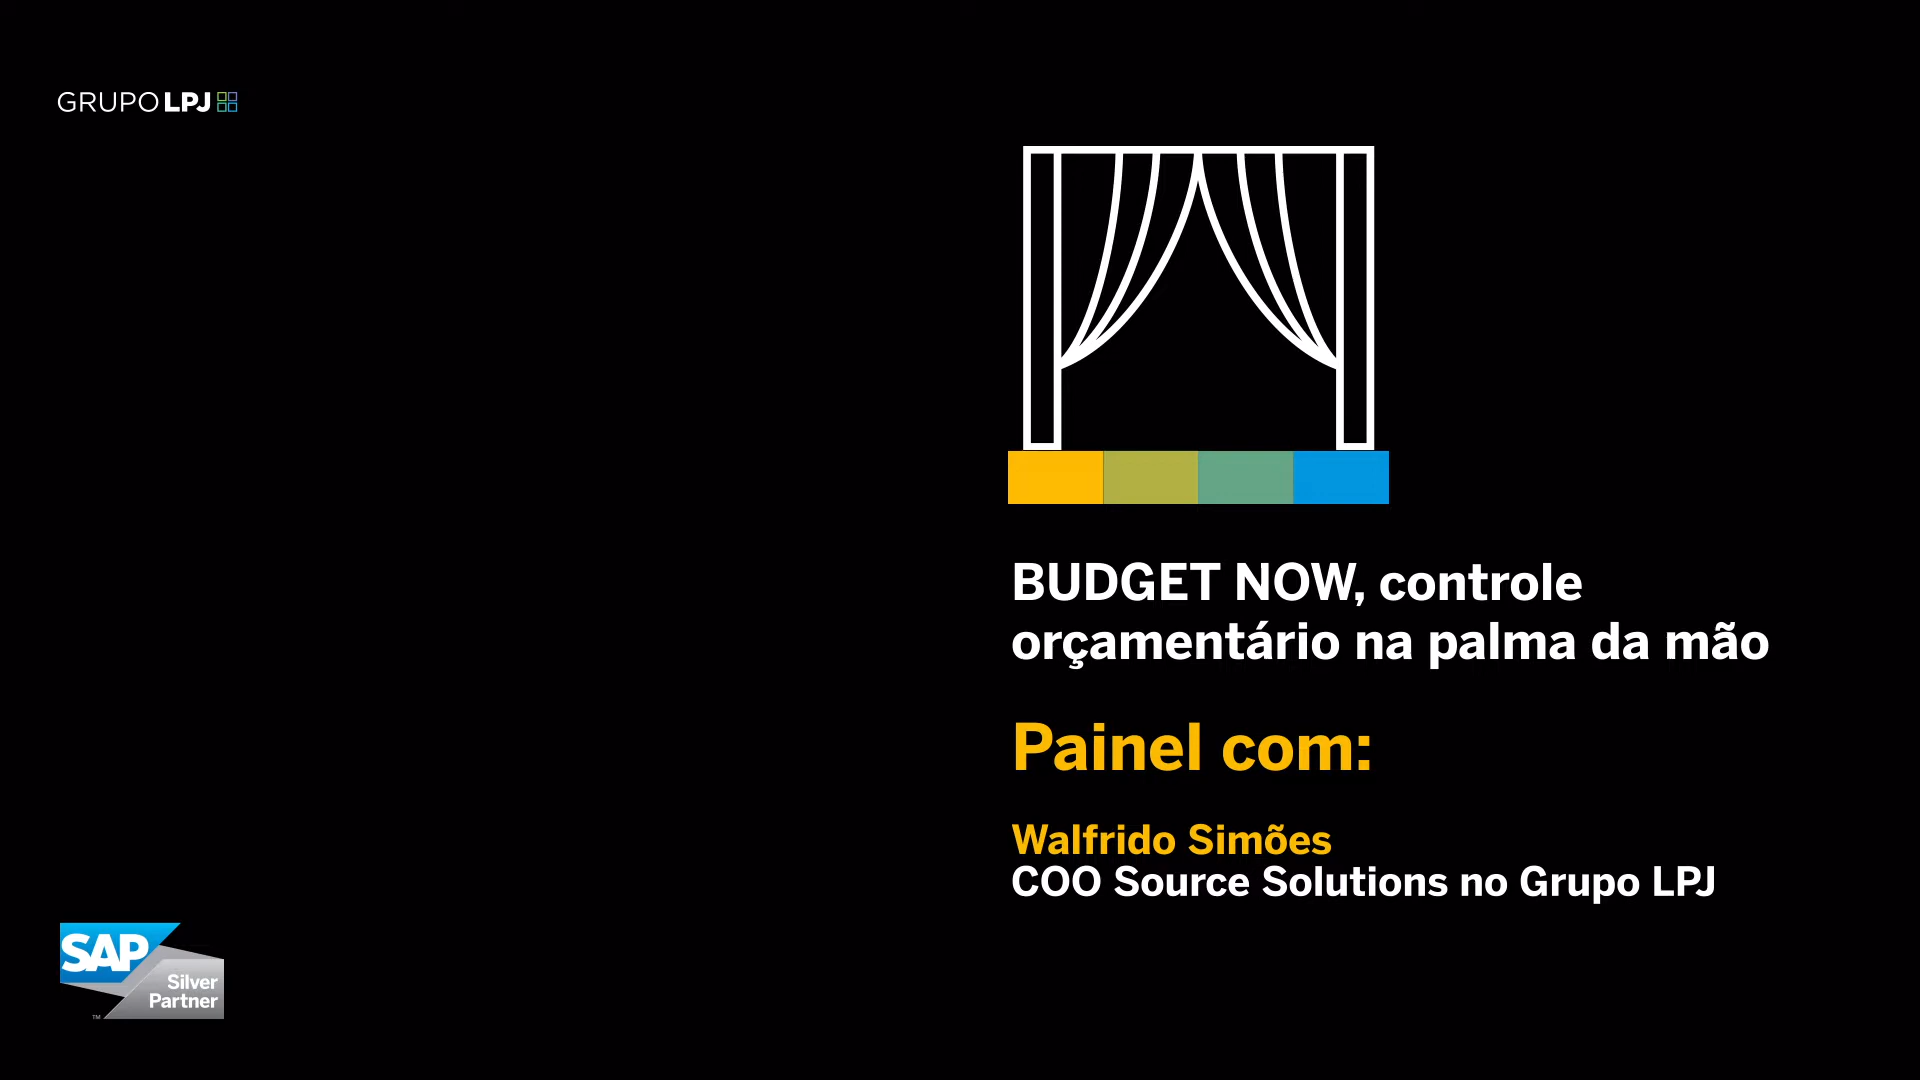 GRUPO LPJ
BUDGET NOW, controle
orçamentário na palma da mão
Painel com:
Walfrido Simões
COO Source Solutions no Grupo LPJ
SAP
Silver
Partner
TM